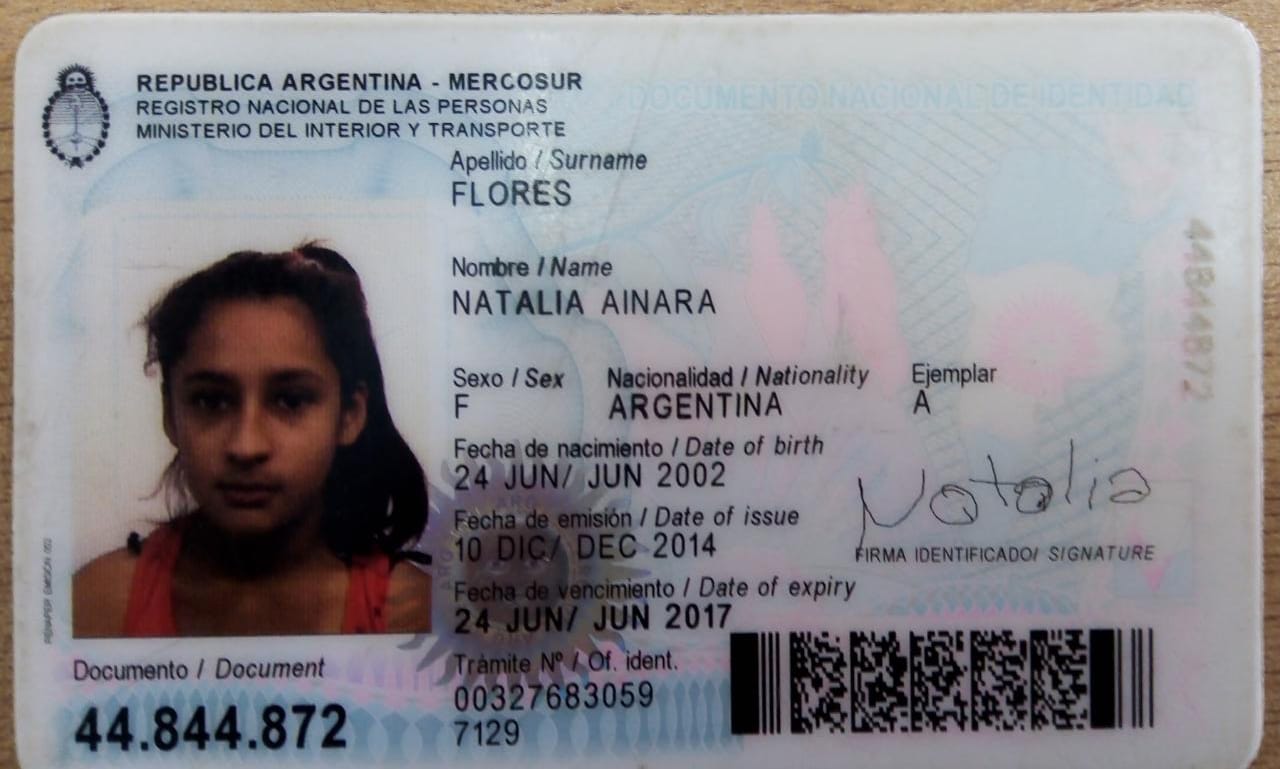 REPUBLICA ARGENTINA - MERCOSUR
REGISTRO NACIONAL DE LAS PERSONAS
MINISTERIO DEL INTERIOR Y TRANSPORTE
DOCUMENTO NACIONAL DE IDENTIDAD
Apellido / Surname
FLORES
Nombre / Name
NATALIA AINARA
Sexo / Sex Nacionalidad / Nationality Ejemplar
F ARGENTINA A
Fecha de nacimiento / Date of birth
24 JUN/ JUN 2002
Fecha de emisión / Date of issue
10 DIC/ DEC 2014
Fecha de vencimiento / Date of expiry
24 JUN/ JUN 2017
Natalia
FIRMA IDENTIFICADO/ SIGNATURE
44844872
Documento / Document
44.844.872
Trámite Nº / Of. ident.
00327683059
7129